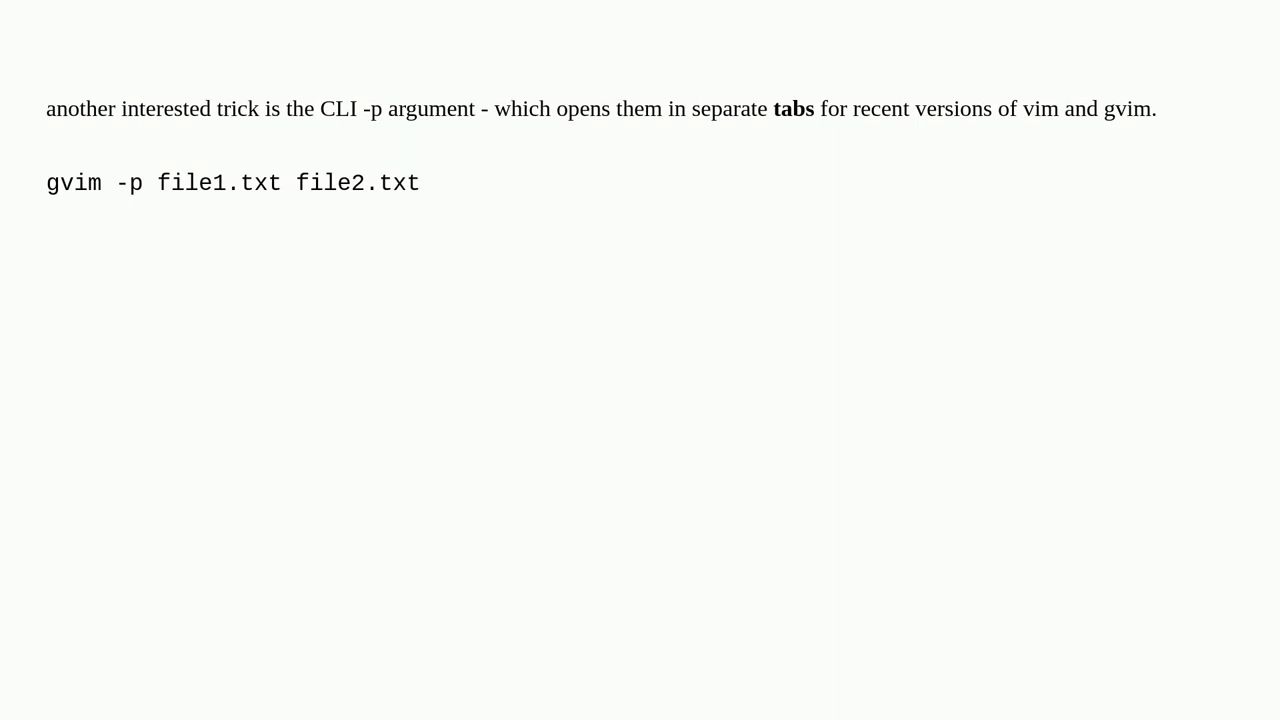 another interested trick is the CLI -p argument - which opens them in separate tabs for recent versions of vim and gvim.
gvim -p file1.txt file2.txt